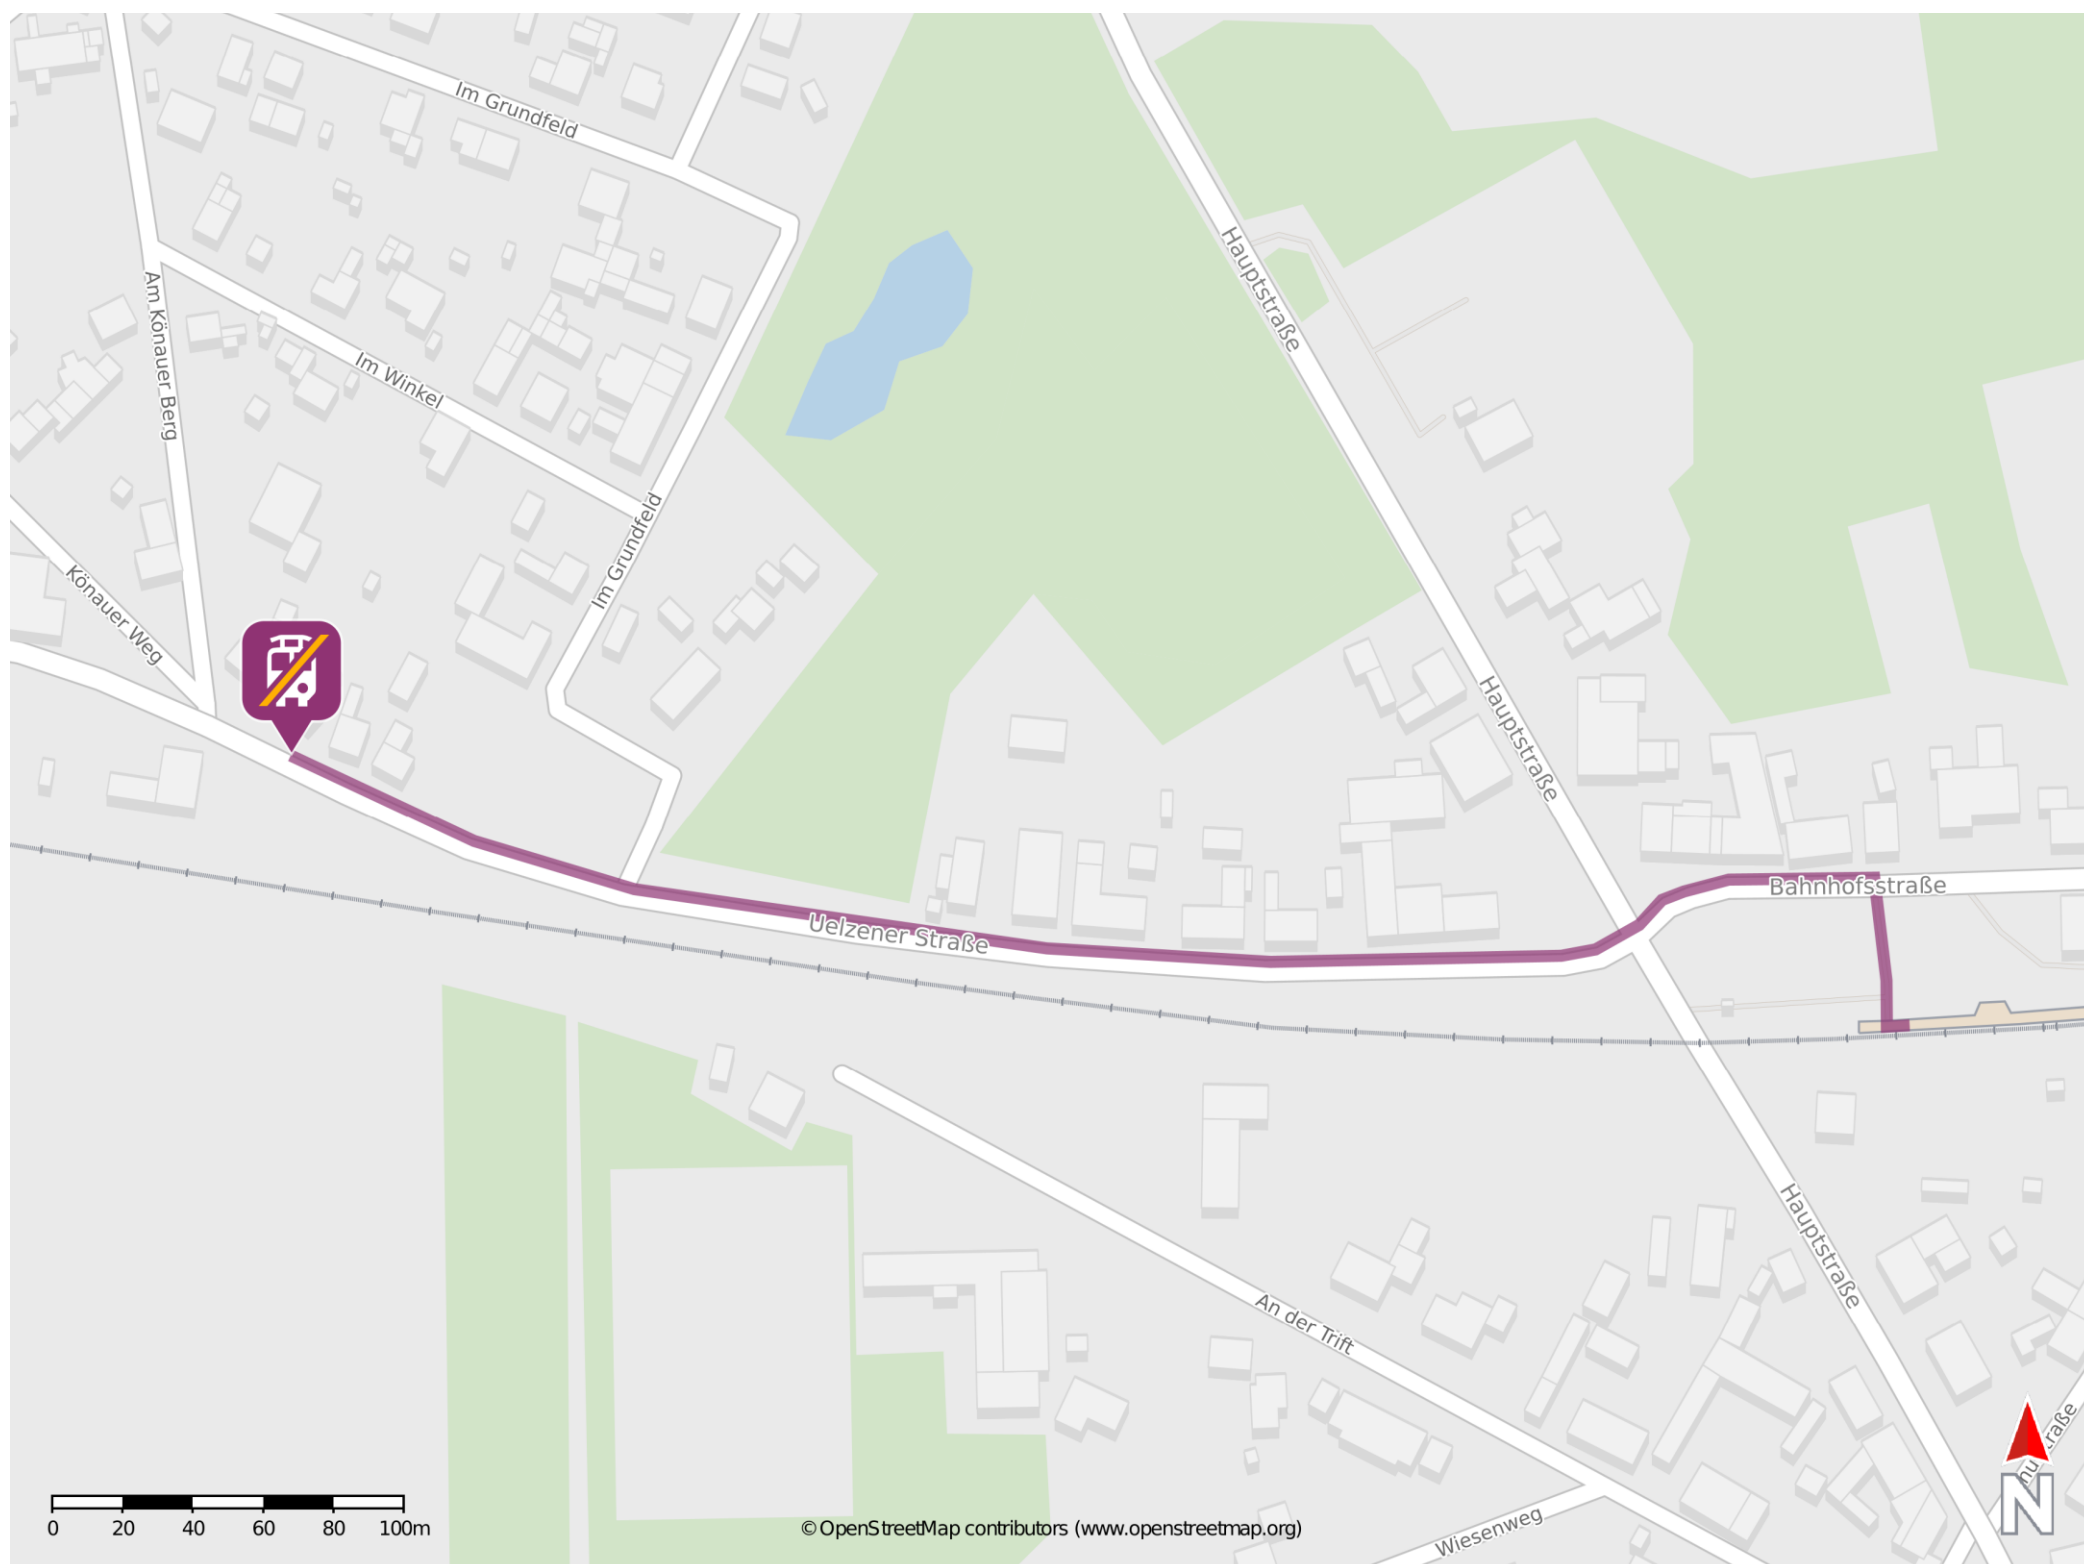 Im Grundfeld
Hauptstraße
Am Könauer Berg
Im Winkel
Im Grundfeld
Könauer Weg
Hauptstraße
Bahnhofsstraße
Uelzener Straße
Hauptstraße
An der Trift
Wiesenweg
N
0 20 40 60 80 100m
© OpenStreetMap contributors (www.openstreetmap.org)